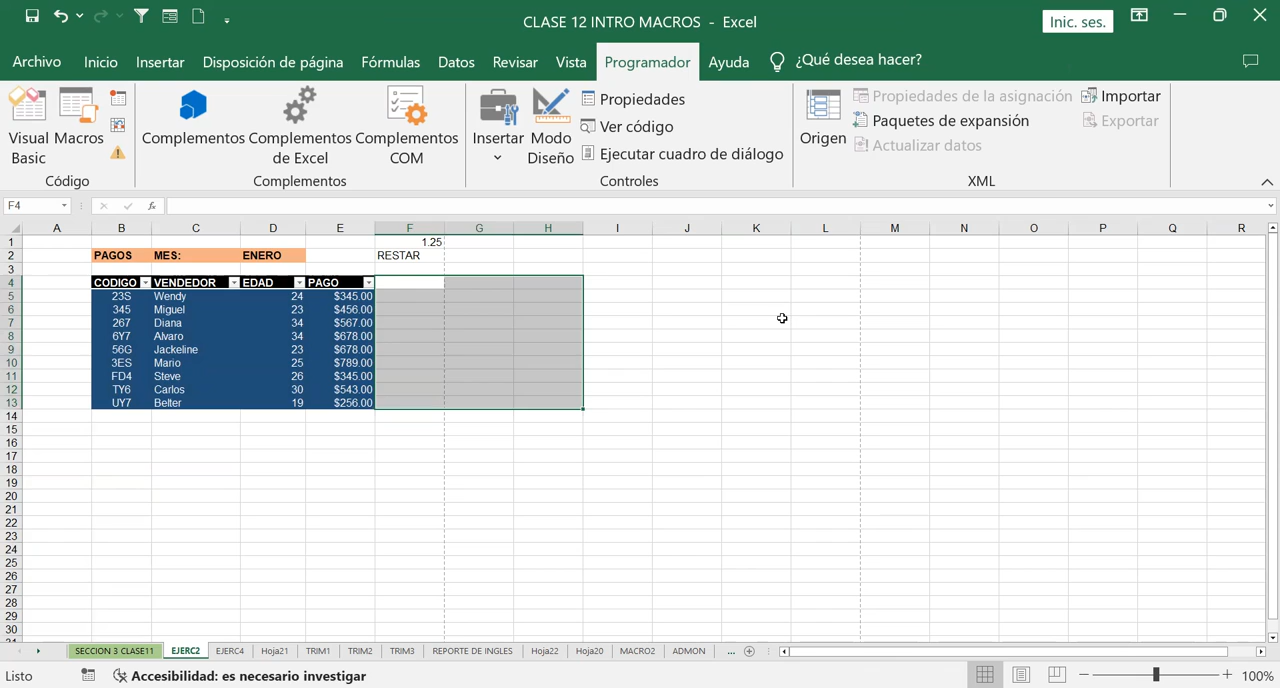 CLASE 12 INTRO MACROS - Excel
Inic. ses.
Archivo Inicio Insertar Disposición de página Fórmulas Datos Revisar Vista Programador Ayuda ¿Qué desea hacer?
Visual Basic
Macros
Código
Complementos
Complementos de Excel
Complementos COM
Complementos
Insertar
Modo Diseño
Propiedades
Ver código
Ejecutar cuadro de diálogo
Controles
Origen
Propiedades de la asignación
Paquetes de expansión
Actualizar datos
Importar
Exportar
XML
F4 fx
A B C D E F G H I J K L M N O P Q R
1 1.25
2 PAGOS MES: ENERO RESTAR
3
4 CODIGO VENDEDOR EDAD PAGO
5 23S Wendy 24 $345.00
6 345 Miguel 23 $456.00
7 267 Diana 34 $567.00
8 6Y7 Alvaro 34 $678.00
9 56G Jackeline 23 $678.00
10 3ES Mario 25 $789.00
11 FD4 Steve 26 $345.00
12 TY6 Carlos 30 $543.00
13 UY7 Belter 19 $256.00
14
15
16
17
18
19
20
21
22
23
24
25
26
27
28
29
30
31
SECCION 3 CLASE11 EJERC2 EJERC4 Hoja21 TRIM1 TRIM2 TRIM3 REPORTE DE INGLES Hoja22 Hoja20 MACRO2 ADMON ...
Listo Accesibilidad: es necesario investigar 100%